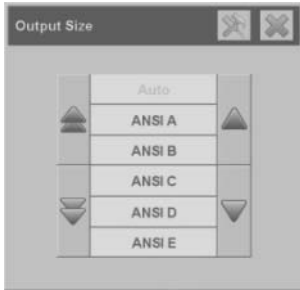 Output Size
Auto
ANSI A
ANSI B
ANSI C
ANSI D
ANSI E